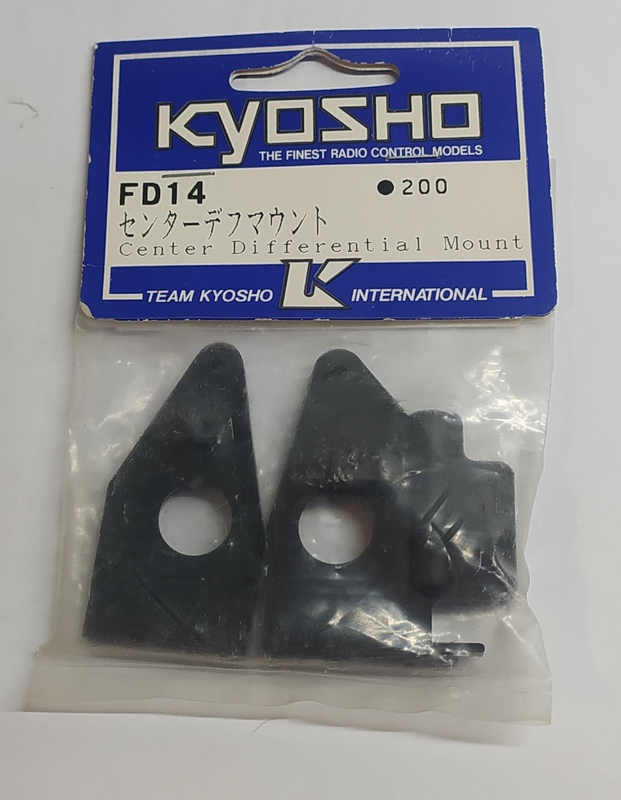 KYOSHO
THE FINEST RADIO CONTROL MODELS
FD14 ●200
センターデフマウント
Center Differential Mount
TEAM KYOSHO K INTERNATIONAL